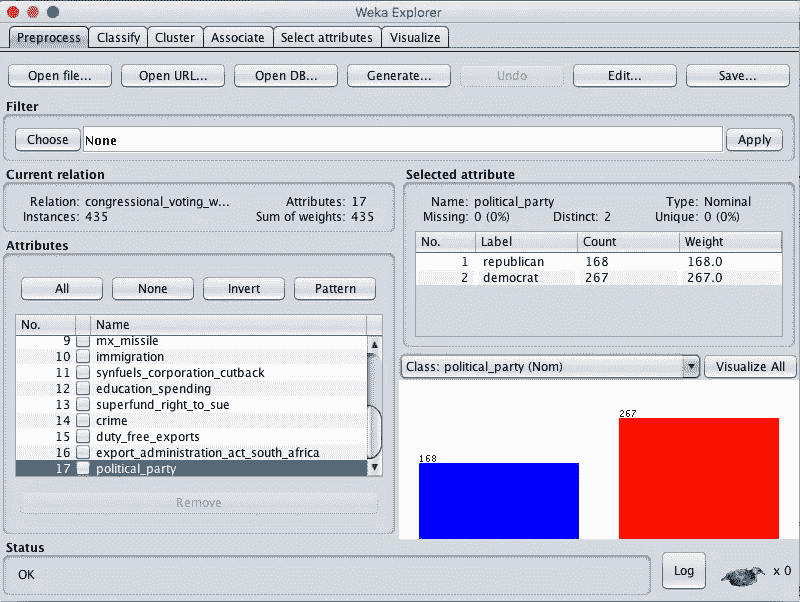 Weka Explorer
Preprocess Classify Cluster Associate Select attributes Visualize
Open file... Open URL... Open DB... Generate... Undo Edit... Save...
Filter
Choose None Apply
Current relation
Relation: congressional_voting_w... Attributes: 17
Instances: 435 Sum of weights: 435
Attributes
All None Invert Pattern
No. Name
9 mx_missile
10 immigration
11 synfuels_corporation_cutback
12 education_spending
13 superfund_right_to_sue
14 crime
15 duty_free_exports
16 export_administration_act_south_africa
17 political_party
Remove
Selected attribute
Name: political_party Type: Nominal
Missing: 0 (0%) Distinct: 2 Unique: 0 (0%)
No. Label Count Weight
1 republican 168 168.0
2 democrat 267 267.0
Class: political_party (Nom) Visualize All
267
168
Status
OK
Log x 0